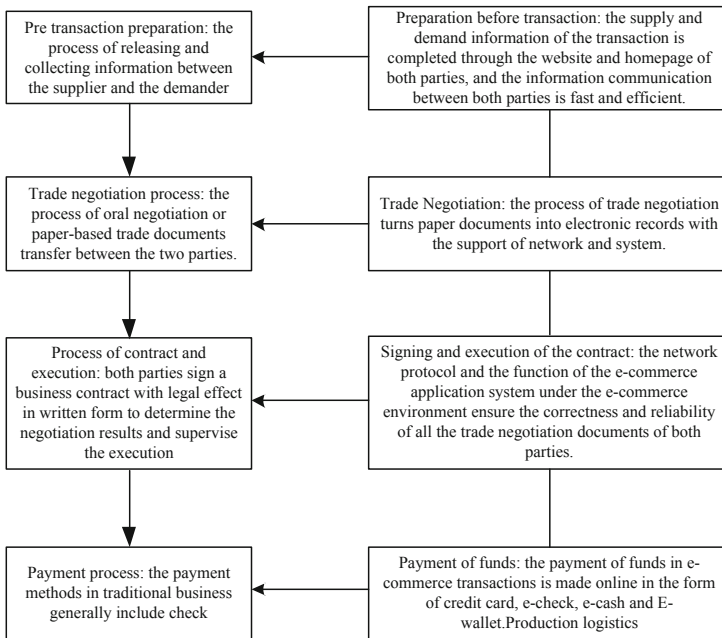 Pre transaction preparation: the
process of releasing and
collecting information between
the supplier and the demander
Preparation before transaction: the supply and
demand information of the transaction is
completed through the website and homepage of
both parties, and the information communication
between both parties is fast and efficient.
Trade negotiation process: the
process of oral negotiation or
paper-based trade documents
transfer between the two parties.
Trade Negotiation: the process of trade negotiation
turns paper documents into electronic records with
the support of network and system.
Process of contract and
execution: both parties sign a
business contract with legal effect
in written form to determine the
negotiation results and supervise
the execution
Signing and execution of the contract: the network
protocol and the function of the e-commerce
application system under the e-commerce
environment ensure the correctness and reliability
of all the trade negotiation documents of both
parties.
Payment process: the payment
methods in traditional business
generally include check
Payment of funds: the payment of funds in e-
commerce transactions is made online in the form
of credit card, e-check, e-cash and E-
wallet.Production logistics